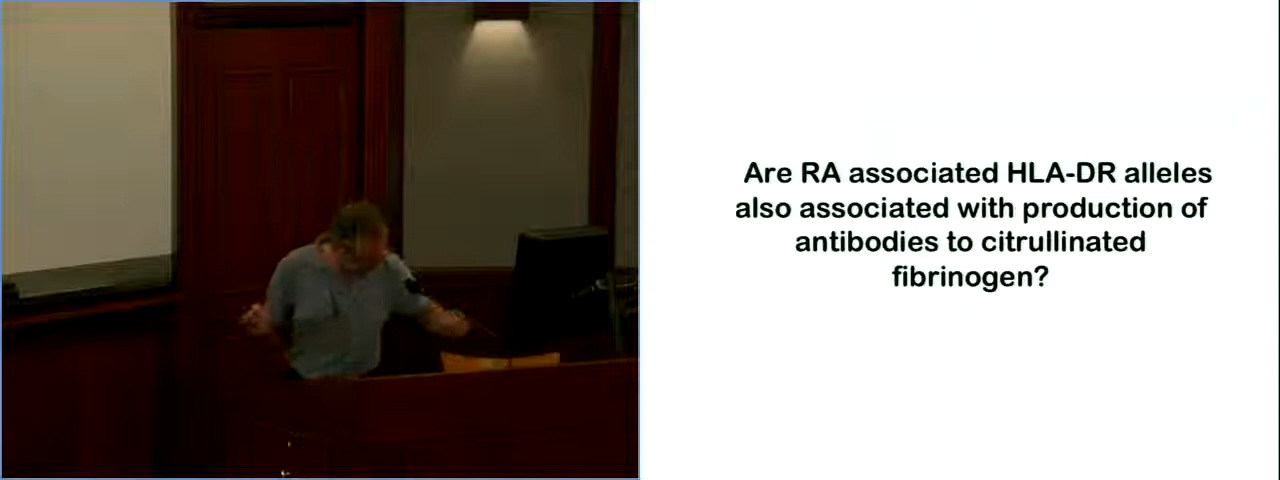 Are RA associated HLA-DR alleles
also associated with production of
antibodies to citrullinated
fibrinogen?